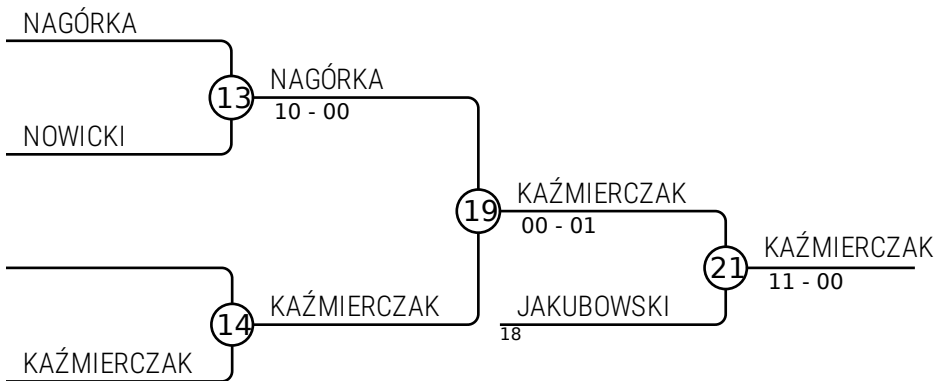 NAGÓRKA
13
NAGÓRKA
10 - 00
NOWICKI
19
KAŹMIERCZAK
00 - 01
21
KAŹMIERCZAK
11 - 00
14
KAŹMIERCZAK
JAKUBOWSKI
18
KAŹMIERCZAK